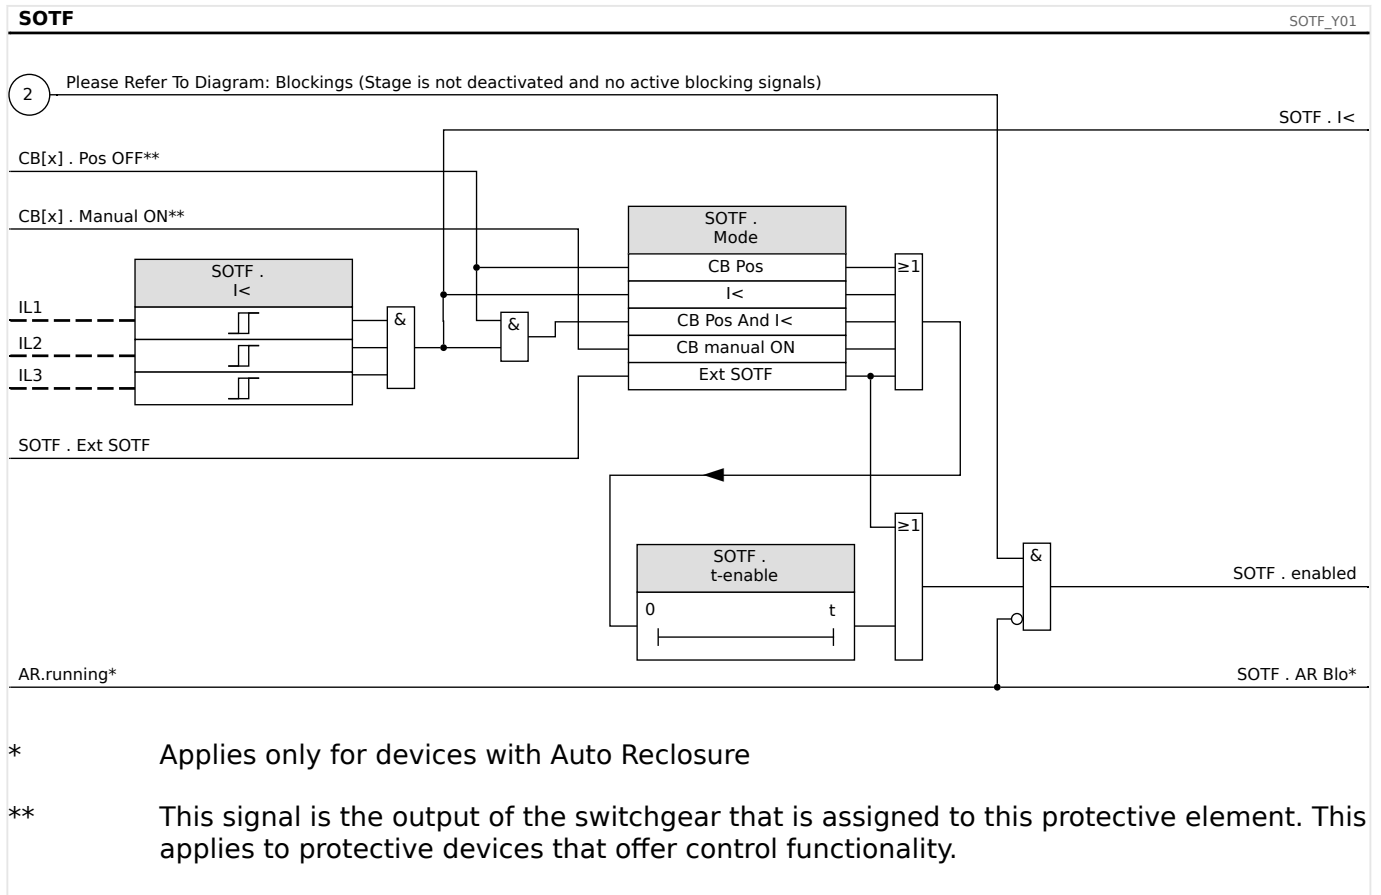 SOTF
SOTF_Y01
2
Please Refer To Diagram: Blockings (Stage is not deactivated and no active blocking signals)
SOTF . I<
CB[x] . Pos OFF**
CB[x] . Manual ON**
SOTF .
Mode
CB Pos
I<
CB Pos And I<
CB manual ON
Ext SOTF
≥1
SOTF .
I<
IL1
IL2
IL3
&
&
SOTF . Ext SOTF
≥1
SOTF .
t-enable
0
t
&
SOTF . enabled
AR.running*
SOTF . AR Blo*
* Applies only for devices with Auto Reclosure
** This signal is the output of the switchgear that is assigned to this protective element. This
applies to protective devices that offer control functionality.